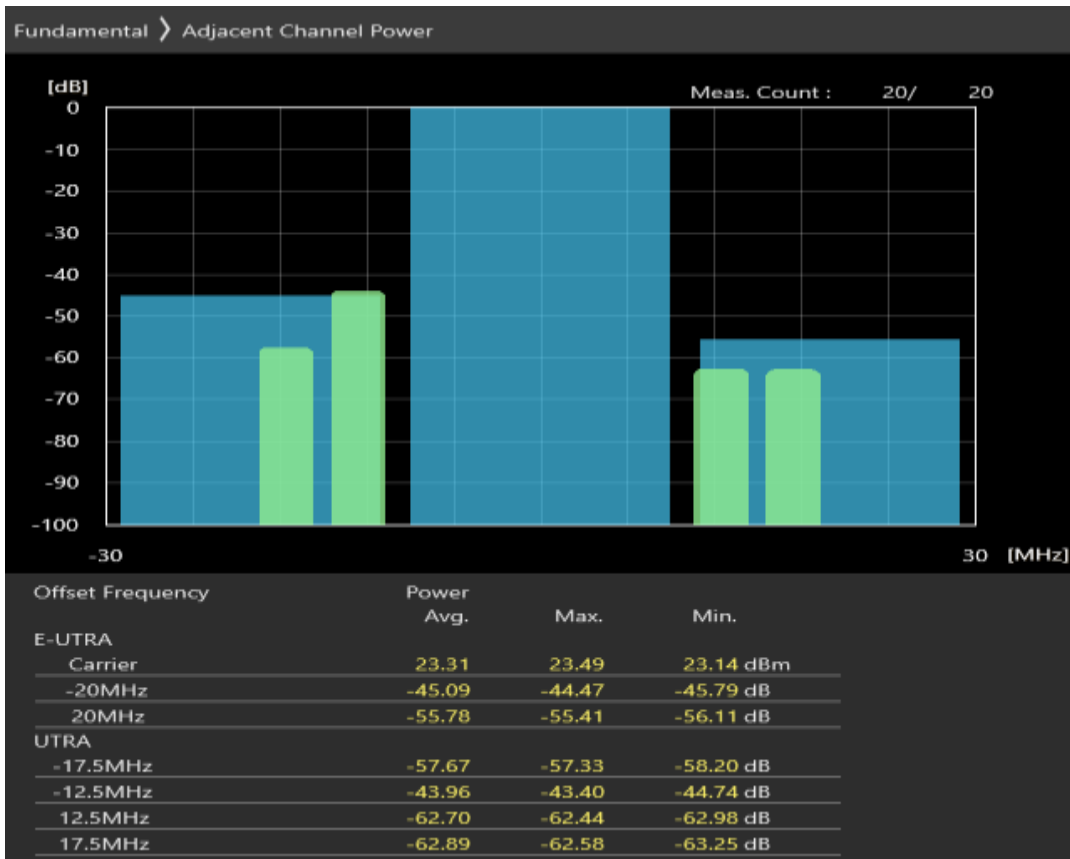 Fundamental ❭ Adjacent Channel Power
[dB]
Meas. Count : 20/ 20
0
-10
-20
-30
-40
-50
-60
-70
-80
-90
-100
-30 30 [MHz]
Offset Frequency Power
Avg. Max. Min.
E-UTRA
Carrier 23.31 23.49 23.14 dBm
-20MHz -45.09 -44.47 -45.79 dB
20MHz -55.78 -55.41 -56.11 dB
UTRA
-17.5MHz -57.67 -57.33 -58.20 dB
-12.5MHz -43.96 -43.40 -44.74 dB
12.5MHz -62.70 -62.44 -62.98 dB
17.5MHz -62.89 -62.58 -63.25 dB